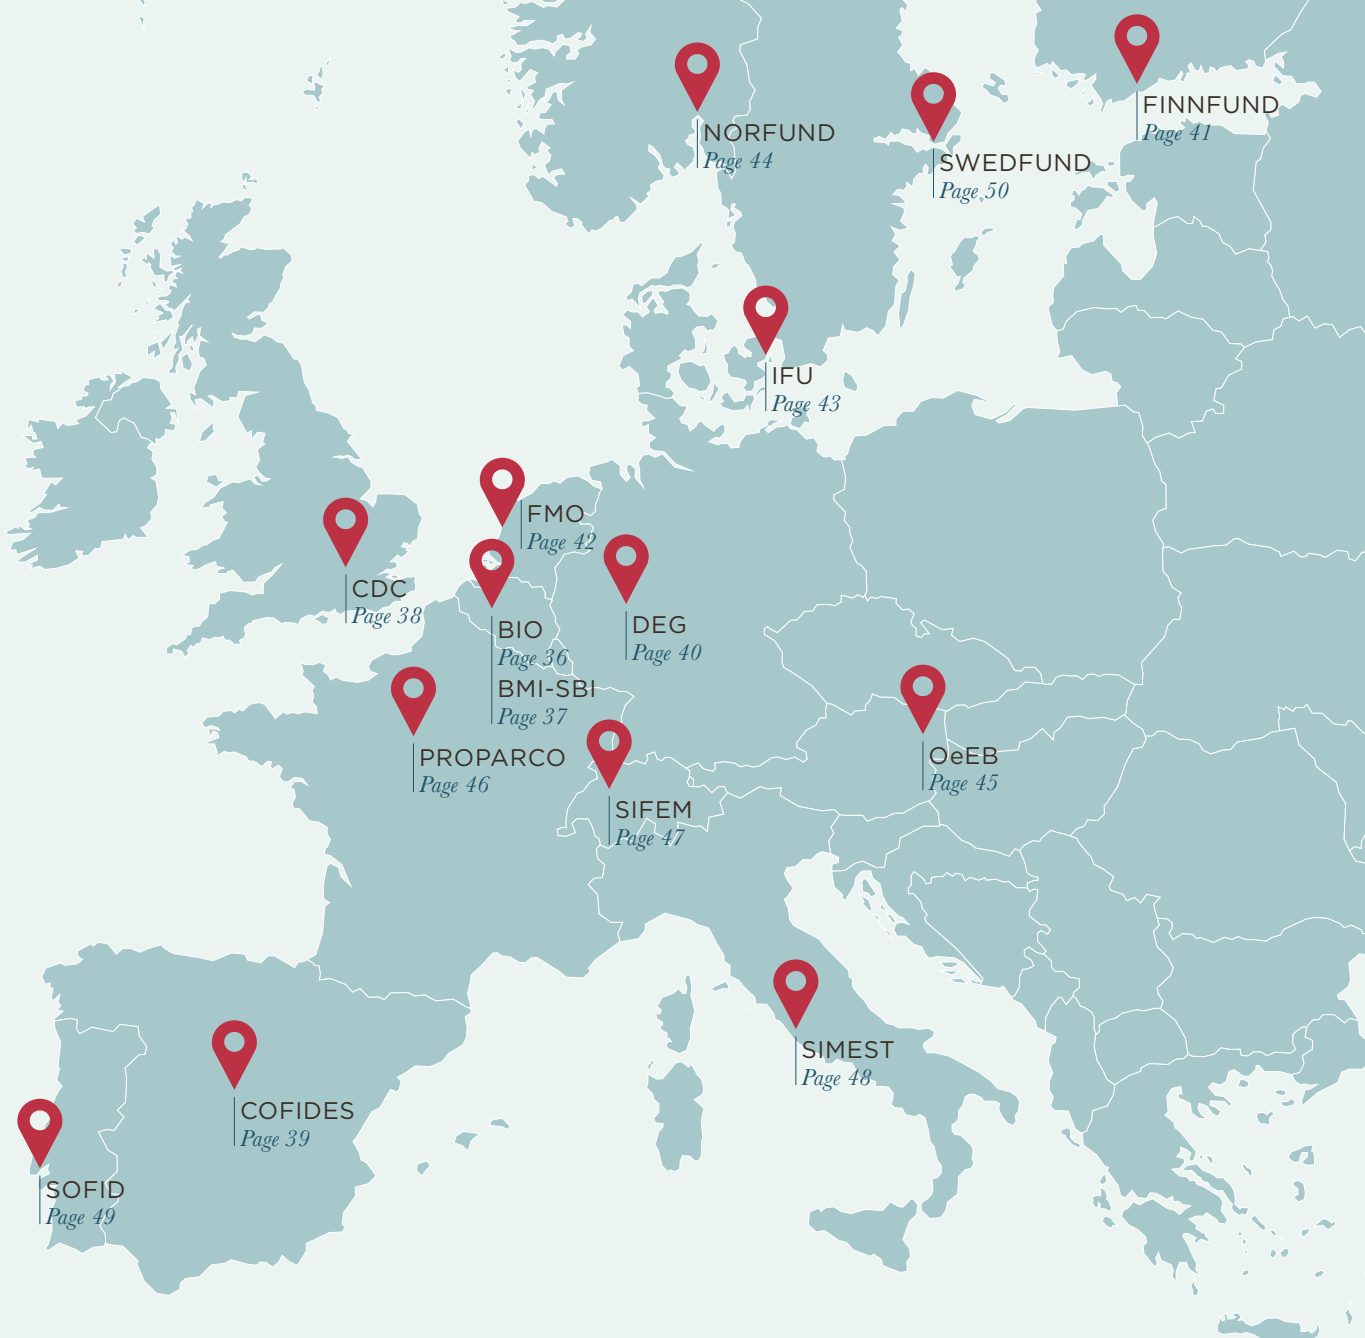 FINNFUND
Page 41
NORFUND
Page 44
SWEDFUND
Page 50
IFU
Page 43
FMO
Page 42
CDC
Page 38
BIO
Page 36
BMI-SBI
Page 37
DEG
Page 40
PROPARCO
Page 46
OeEB
Page 45
SIFEM
Page 47
SIMEST
Page 48
COFIDES
Page 39
SOFID
Page 49